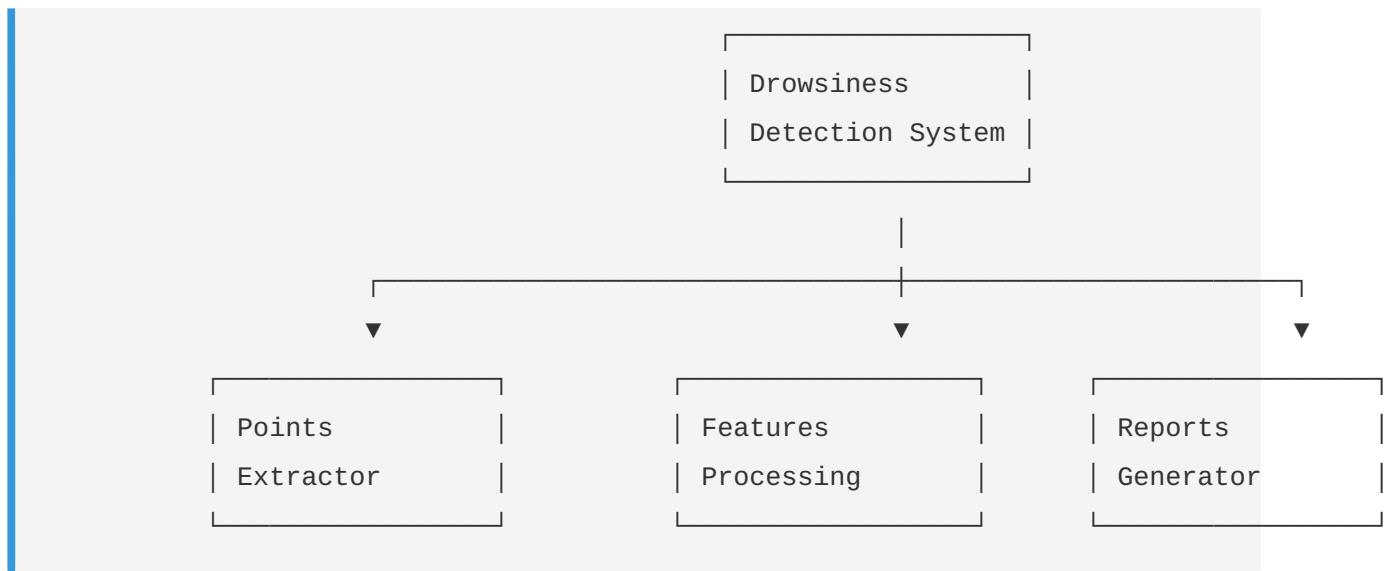 Drowsiness
Detection System
Points Features Reports
Extractor Processing Generator